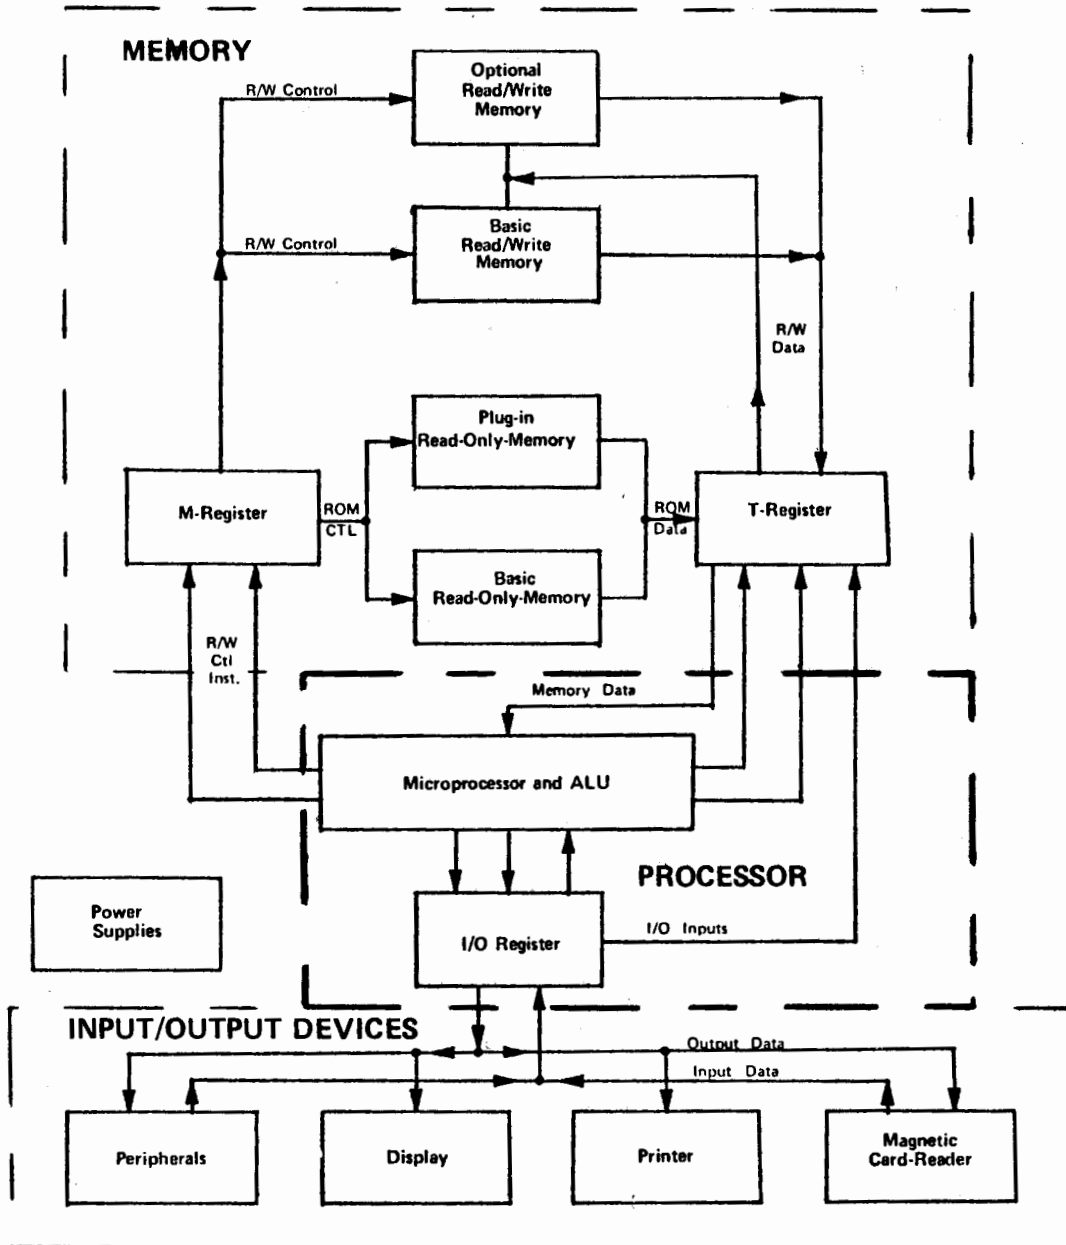 MEMORY
Optional
Read/Write
Memory
R/W Control
Basic
Read/Write
Memory
R/W Control
R/W
Data
Plug-in
Read-Only-Memory
M-Register
ROM
CTL
ROM
Data
T-Register
Basic
Read-Only-Memory
R/W
Ctl
Inst.
Memory Data
Microprocessor and ALU
PROCESSOR
Power
Supplies
I/O Register
I/O Inputs
INPUT/OUTPUT DEVICES
Output Data
Input Data
Peripherals
Display
Printer
Magnetic
Card-Reader